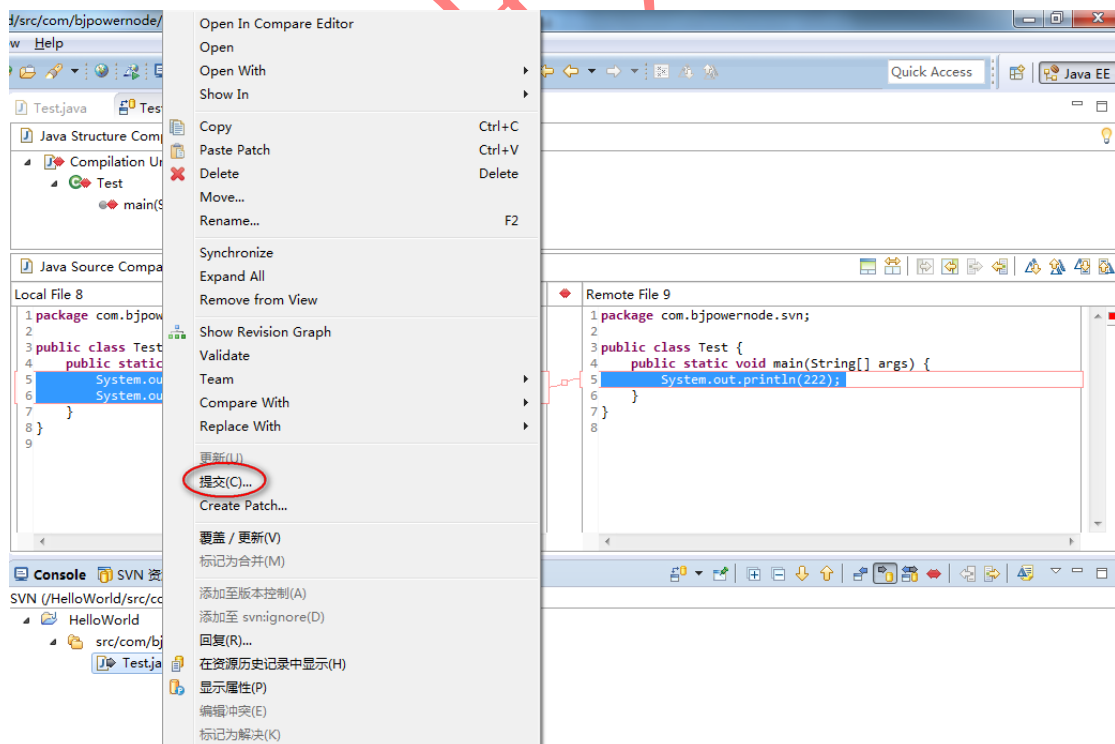 d/src/com/bjpowernode/
w Help
Quick Access
Java EE
Test.java
Tes
Java Structure Com
Compilation Un
Test
main(S
Java Source Compa
Local File 8
1 package com.bjpow
2
3 public class Test
4 public static
5 System.ou
6 System.ou
7 }
8 }
9
Open In Compare Editor
Open
Open With
Show In
Copy Ctrl+C
Paste Patch Ctrl+V
Delete Delete
Move...
Rename... F2
Synchronize
Expand All
Remove from View
Show Revision Graph
Validate
Team
Compare With
Replace With
更新(U)
提交(C)...
Create Patch...
覆盖 / 更新(V)
标记为合并(M)
添加至版本控制(A)
添加至 svn:ignore(D)
回复(R)...
在资源历史记录中显示(H)
显示属性(P)
编辑冲突(E)
标记为解决(K)
Remote File 9
1 package com.bjpowernode.svn;
2
3 public class Test {
4 public static void main(String[] args) {
5 System.out.println(222);
6 }
7 }
8
Console
SVN 资
SVN (/HelloWorld/src/co
HelloWorld
src/com/bj
Test.ja